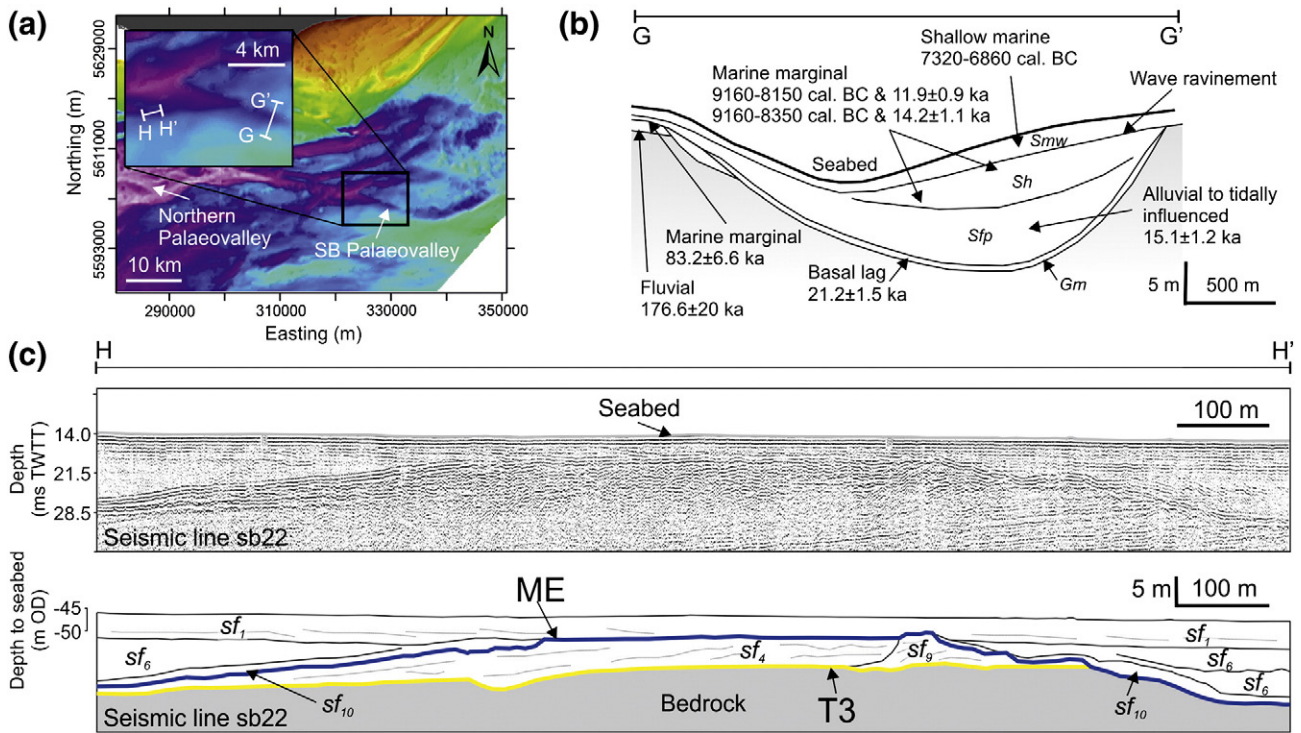 (a)
N
4 km
H
H'
G
G'
Northing (m)
5629000
5611000
5593000
Northern
Palaeovalley
SB Palaeovalley
10 km
290000
310000
330000
350000
Easting (m)
(b)
G
G'
Shallow marine
7320-6860 cal. BC
Marine marginal
9160-8150 cal. BC & 11.9±0.9 ka
9160-8350 cal. BC & 14.2±1.1 ka
Wave ravinement
Seabed
Smw
Sh
Sfp
Alluvial to tidally
influenced
15.1±1.2 ka
Marine marginal
83.2±6.6 ka
Fluvial
176.6±20 ka
Basal lag
21.2±1.5 ka
Gm
5 m
500 m
(c)
H
H'
Seabed
100 m
Depth
(ms TWTT)
14.0
21.5
28.5
Seismic line sb22
Depth to seabed
(m OD)
-45
-50
5 m
100 m
ME
sf1
sf1
sf6
sf6
sf6
sf4
sf9
sf10
sf10
T3
Bedrock
Seismic line sb22